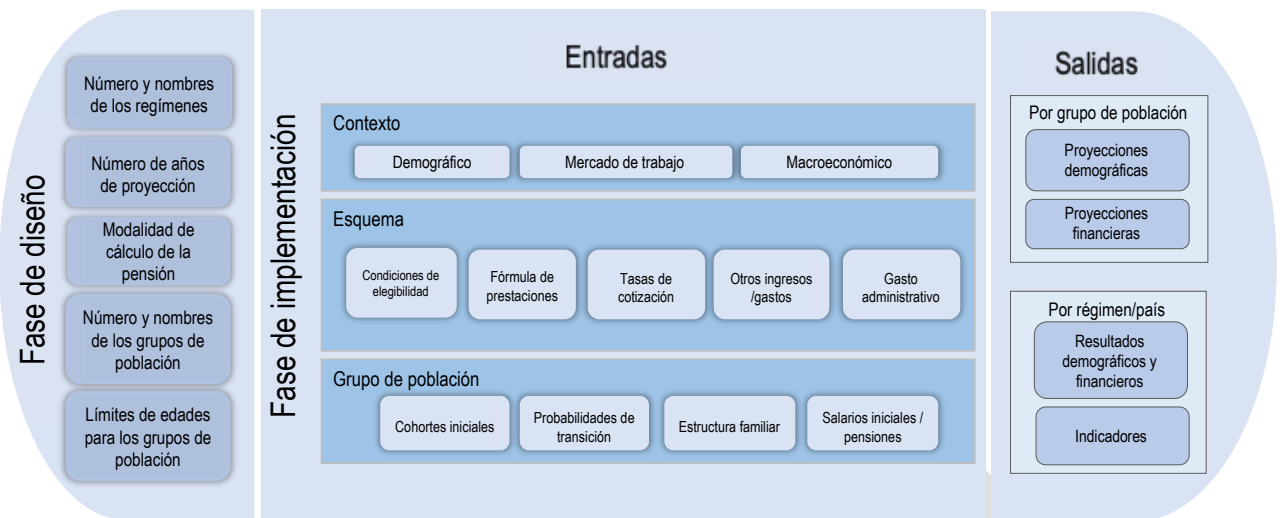 Fase de diseño
Número y nombres
de los regímenes
Número de años
de proyección
Modalidad de
cálculo de la
pensión
Número y nombres
de los grupos de
población
Límites de edades
para los grupos de
población
Fase de implementación
Entradas
Contexto
Demográfico
Mercado de trabajo
Macroeconómico
Esquema
Condiciones de
elegibilidad
Fórmula de
prestaciones
Tasas de
cotización
Otros ingresos
/gastos
Gasto
administrativo
Grupo de población
Cohortes iniciales
Probabilidades de
transición
Estructura familiar
Salarios iniciales /
pensiones
Salidas
Por grupo de población
Proyecciones
demográficas
Proyecciones
financieras
Por régimen/país
Resultados
demográficos y
financieros
Indicadores